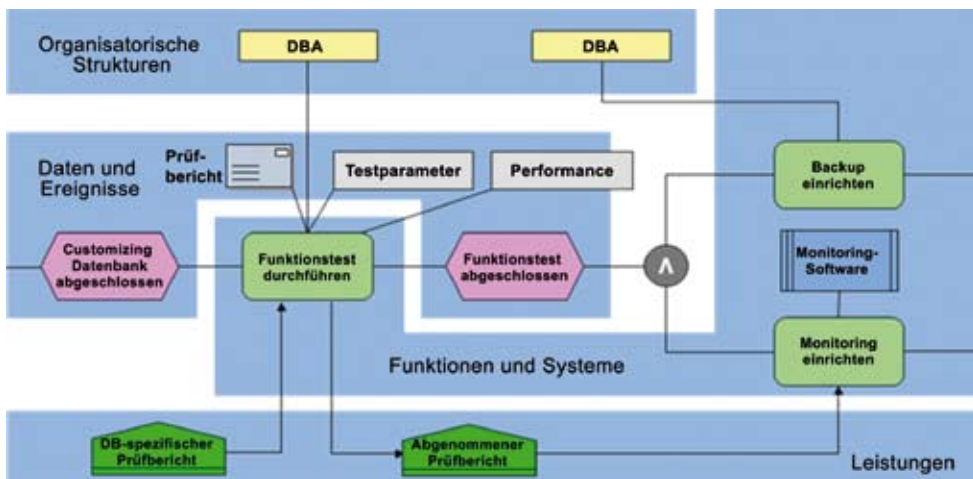 Organisatorische
Strukturen
DBA
DBA
Daten und
Ereignisse
Prüf-
bericht
Testparameter
Performance
Backup
einrichten
Customizing
Datenbank
abgeschlossen
Funktionstest
durchführen
Funktionstest
abgeschlossen
Λ
Monitoring-
Software
Monitoring
einrichten
Funktionen und Systeme
DB-spezifischer
Prüfbericht
Abgenommener
Prüfbericht
Leistungen